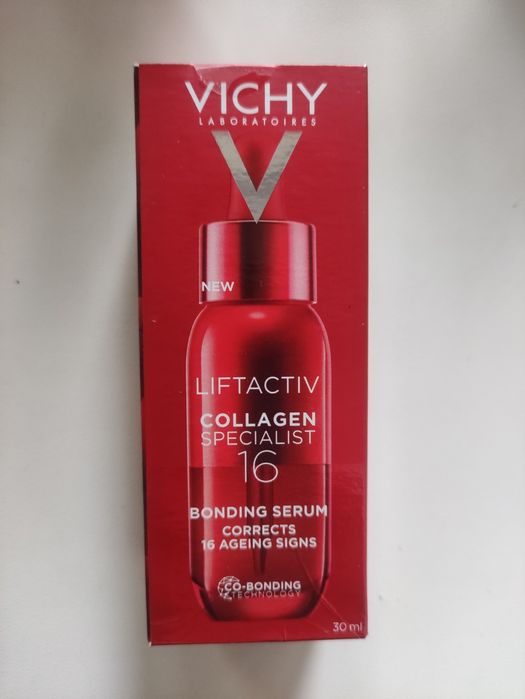 VICHY
LABORATOIRES
NEW
LIFTACTIV
COLLAGEN
SPECIALIST
16
BONDING SERUM
CORRECTS
16 AGEING SIGNS
CO-BONDING
TECHNOLOGY
30 ml